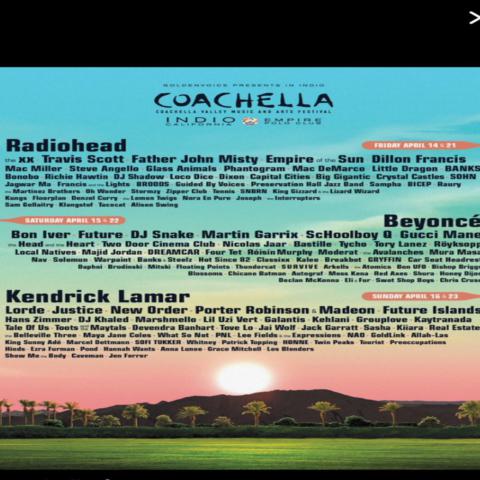 GOLDENVOICE PRESENTS IN INDIO
COACHELLA
COACHELLA VALLEY MUSIC AND ARTS FESTIVAL
INDIO CALIFORNIA EMPIRE POLO CLUB
Radiohead FRIDAY APRIL 14 & 21
the xx Travis Scott Father John Misty Empire of the Sun Dillon Francis
Mac Miller Steve Angello Glass Animals Phantogram Mac DeMarco Little Dragon BANKS
Bonobo Richie Hawtin DJ Shadow Loco Dice Dixon Capital Cities Big Gigantic Crystal Castles SOHN
Jagwar Ma Francis and the Lights BROODS Guided By Voices Preservation Hall Jazz Band Sampha BICEP Raury
the Martinez Brothers Oh Wonder Stormzy Zipper Club Tennis SNBRN King Gizzard & the Lizard Wizard
Kungs Floorplan Denzel Curry the Lemon Twigs Nora En Pure Joseph the Interrupters
Sam Gellaitry Klangstof Tacocat Alison Swing
SATURDAY APRIL 15 & 22 Beyoncé
Bon Iver Future DJ Snake Martin Garrix ScHoolboy Q Gucci Mane
the Head and the Heart Two Door Cinema Club Nicolas Jaar Bastille Tycho Tory Lanez Röyksopp
Local Natives Majid Jordan DREAMCAR Four Tet Róisín Murphy Moderat the Avalanches Mura Masa
Nav Solomun Warpaint Banks & Steelz Hot Since 82 Classixx Kaleo Breakbot GRYFFIN Car Seat Headrest
Daphni Brodinski Mitski Floating Points Thundercat SURVIVE Arkells the Atomics Ben UFO Bishop Briggs
Blossoms Chicano Batman Autograf Moss Kena Red Axes Shura Honey Dijon
Declan McKenna Eli & Fur Swet Shop Boys Chris Crus
Kendrick Lamar SUNDAY APRIL 16 & 23
Lorde Justice New Order Porter Robinson & Madeon Future Islands
Hans Zimmer DJ Khaled Marshmello Lil Uzi Vert Galantis Kehlani Grouplove Kaytranada
Tale Of Us Toots and the Maytals Devendra Banhart Tove Lo Jai Wolf Jack Garratt Sasha Kiiara Real Estate
the Belleville Three Maya Jane Coles What So Not PNL Lee Fields & the Expressions NAO GoldLink Allah-Las
King Sunny Adé Marcel Dettmann SOFI TUKKER Whitney Patrick Topping HONNE Twin Peaks Tourist Preoccupations
Hinds Ezra Furman Pond Hannah Wants Anna Lunoe Grace Mitchell Los Blenders
Show Me the Body Caveman Jen Ferrer